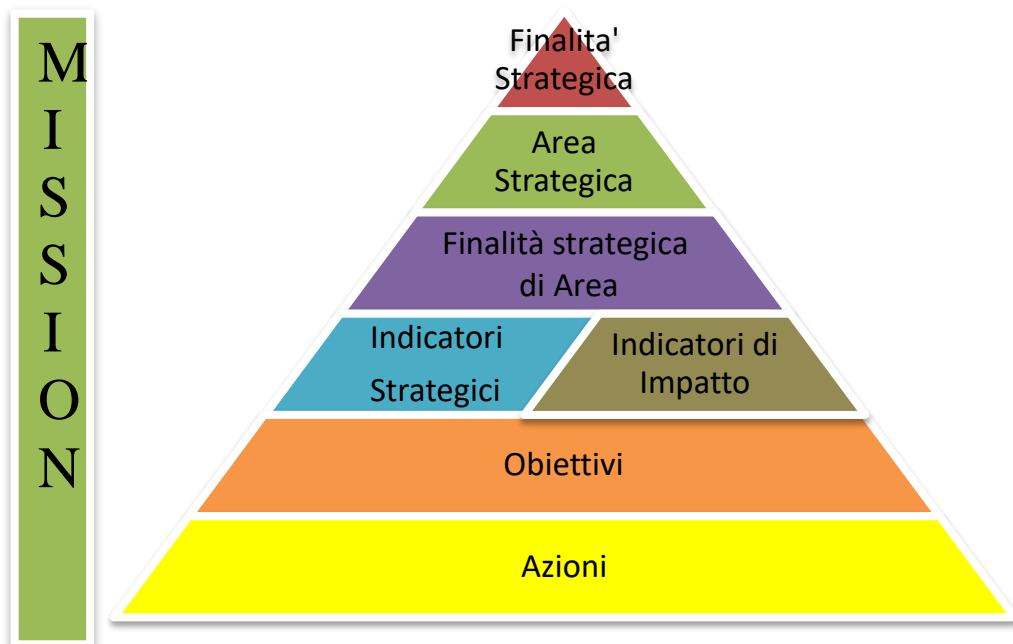 M
I
S
S
I
O
N
Finalita'
Strategica
Area
Strategica
Finalità strategica
di Area
Indicatori
Strategici
Indicatori di
Impatto
Obiettivi
Azioni